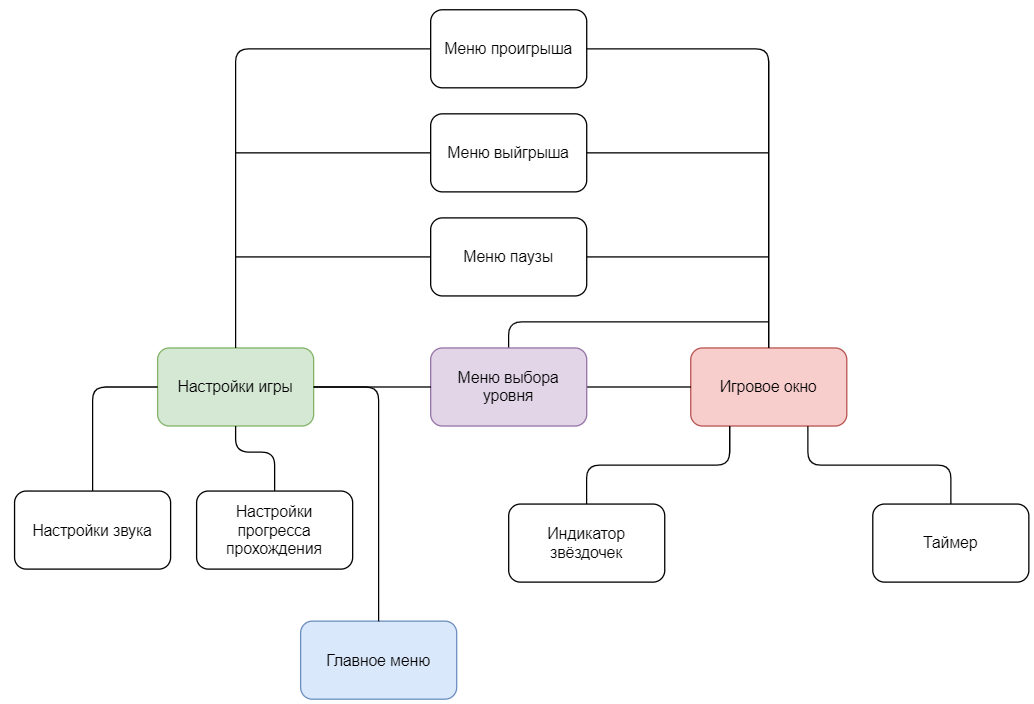 Меню проигрыша
Меню выйгрыша
Меню паузы
Настройки игры
Меню выбора
уровня
Игровое окно
Настройки звука
Настройки
прогресса
прохождения
Индикатор
звёздочек
Таймер
Главное меню